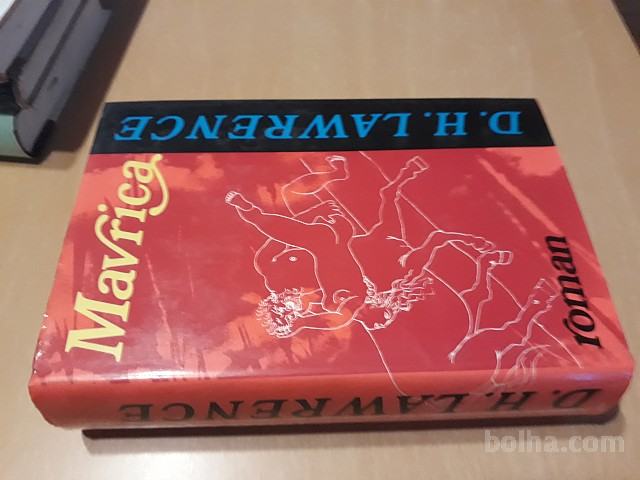 D.H. LAWRENCE
Mavrica
roman
D.H. LAWRENCE
bolha.com